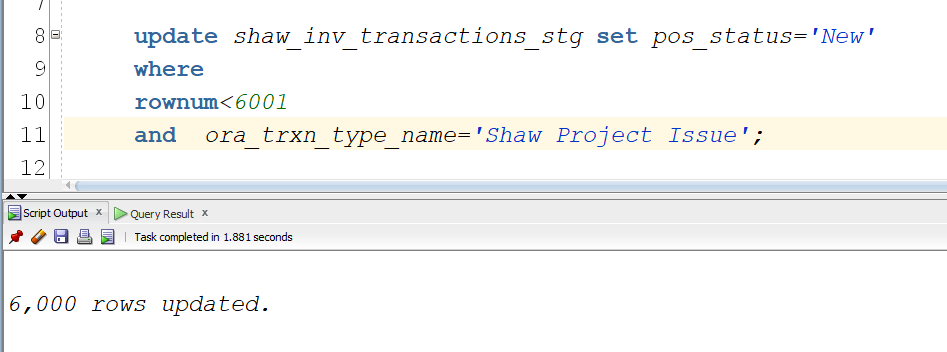 8 update shaw_inv_transactions_stg set pos_status='New'
9 where
10 rownum<6001
11 and ora_trxn_type_name='Shaw Project Issue';
12
Script Output x Query Result x
Task completed in 1.881 seconds
6,000 rows updated.